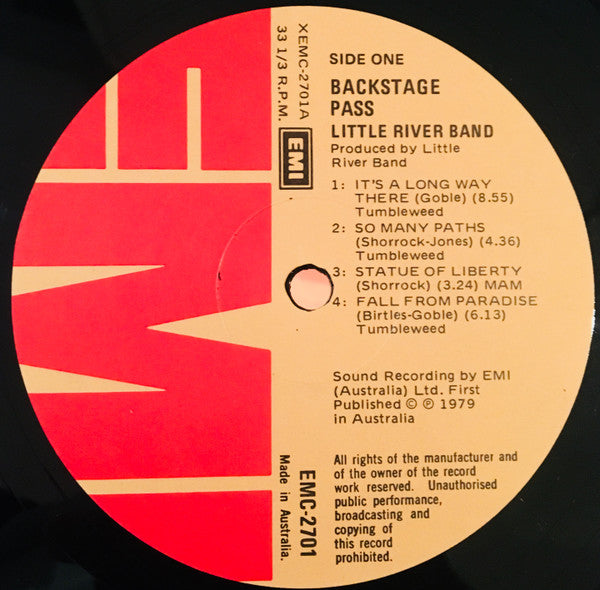 XEMC-2701A
33 1/3 R.P.M.
EMI
SIDE ONE
BACKSTAGE
PASS
LITTLE RIVER BAND
Produced by Little
River Band
1: IT'S A LONG WAY
THERE (Goble) (8.55)
Tumbleweed
2: SO MANY PATHS
(Shorrock-Jones) (4.36)
Tumbleweed
3: STATUE OF LIBERTY
(Shorrock) (3.24) MAM
4: FALL FROM PARADISE
(Birtles-Goble) (6.13)
Tumbleweed
Sound Recording by EMI
(Australia) Ltd. First
Published © ℗ 1979
in Australia
All rights of the manufacturer and
of the owner of the record
work reserved. Unauthorised
public performance,
broadcasting and
copying of
this record
prohibited.
EMC-2701
Made in Australia.
EMI